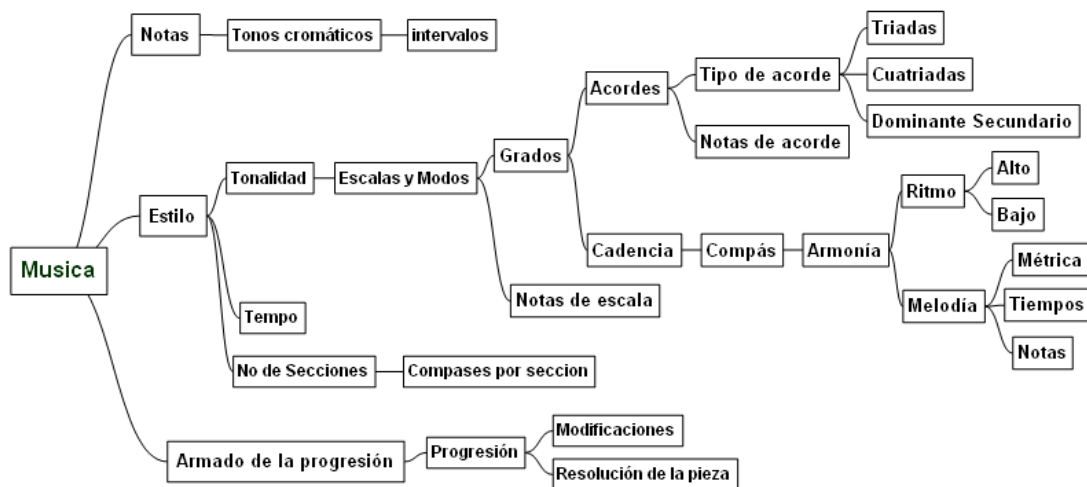 Musica
Notas
Tonos cromáticos
intervalos
Estilo
Tonalidad
Escalas y Modos
Grados
Acordes
Tipo de acorde
Triadas
Cuatriadas
Dominante Secundario
Notas de acorde
Cadencia
Compás
Armonía
Ritmo
Alto
Bajo
Melodía
Métrica
Tiempos
Notas
Notas de escala
Tempo
No de Secciones
Compases por seccion
Armado de la progresión
Progresión
Modificaciones
Resolución de la pieza